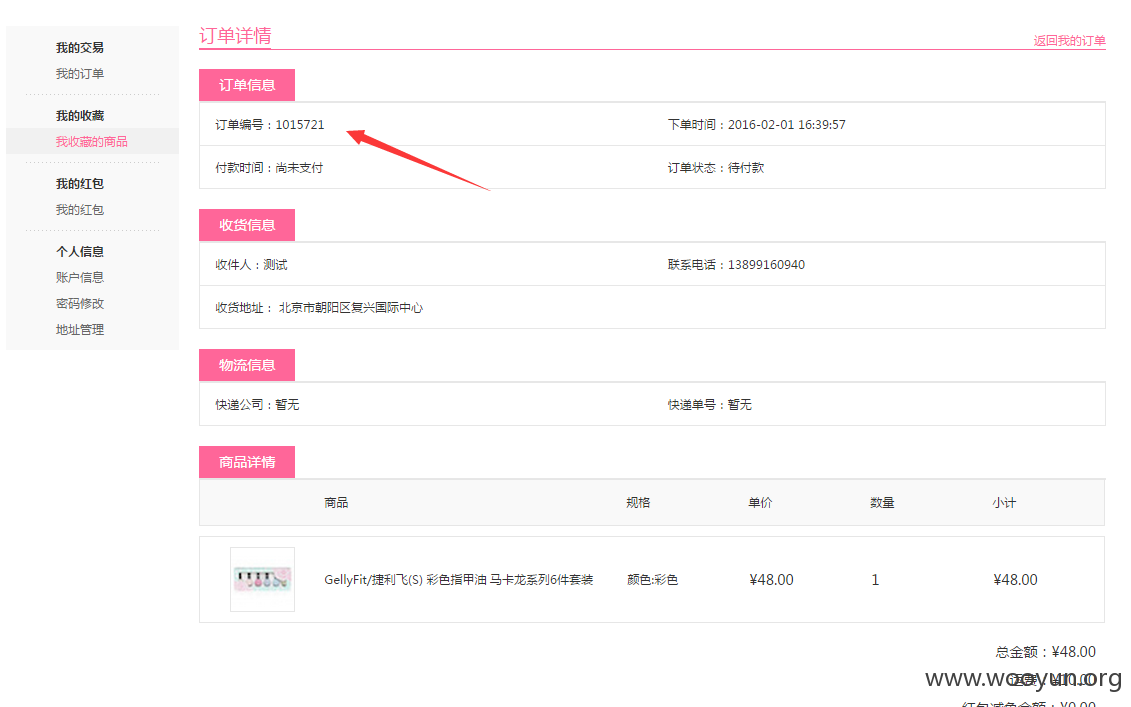 我的交易
我的订单
我的收藏
我收藏的商品
我的红包
我的红包
个人信息
账户信息
密码修改
地址管理
订单详情
返回我的订单
订单信息
订单编号：1015721 下单时间：2016-02-01 16:39:57
付款时间：尚未支付 订单状态：待付款
收货信息
收件人：测试 联系电话：13899160940
收货地址： 北京市朝阳区复兴国际中心
物流信息
快递公司：暂无 快递单号：暂无
商品详情
商品 规格 单价 数量 小计
GellyFit/捷利飞(S) 彩色指甲油 马卡龙系列6件套装 颜色:彩色 ¥48.00 1 ¥48.00
总金额：¥48.00
www.wooyun.org